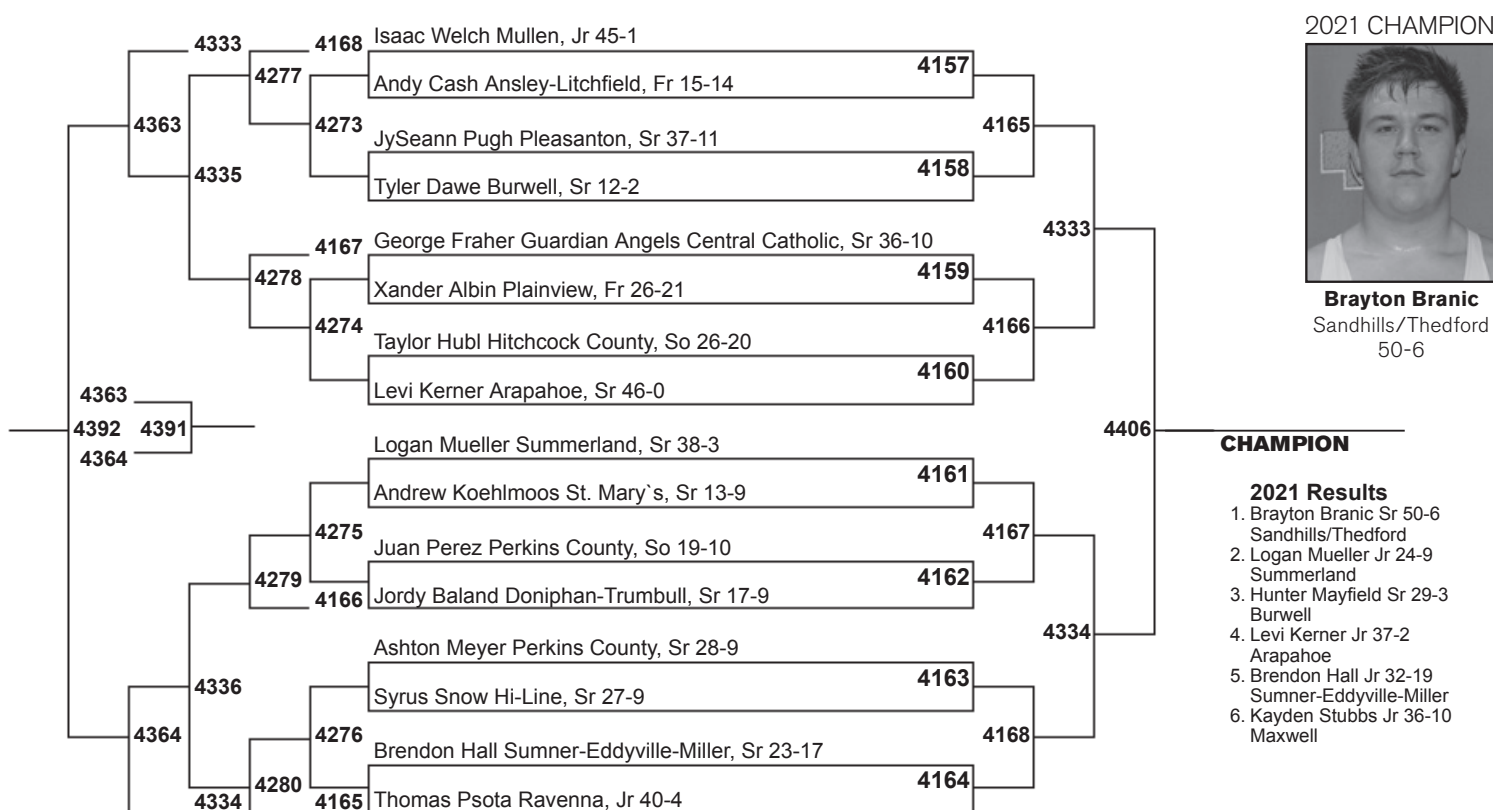 4333
4168
Isaac Welch Mullen, Jr 45-1
4277
4157
Andy Cash Ansley-Litchfield, Fr 15-14
4363
4273
JySeann Pugh Pleasanton, Sr 37-11
4165
4335
4158
Tyler Dawe Burwell, Sr 12-2
4167
George Fraher Guardian Angels Central Catholic, Sr 36-10
4333
4278
4159
Xander Albin Plainview, Fr 26-21
4274
Taylor Hubl Hitchcock County, So 26-20
4166
4160
Levi Kerner Arapahoe, Sr 46-0
4363
4392
4391
4364
4406
CHAMPION
Logan Mueller Summerland, Sr 38-3
4161
Andrew Koehlmoos St. Mary`s, Sr 13-9
4275
Juan Perez Perkins County, So 19-10
4167
4279
4162
4166
Jordy Baland Doniphan-Trumbull, Sr 17-9
4334
Ashton Meyer Perkins County, Sr 28-9
4336
4163
Syrus Snow Hi-Line, Sr 27-9
4364
4276
Brendon Hall Sumner-Eddyville-Miller, Sr 23-17
4168
4280
4164
4334
4165
Thomas Psota Ravenna, Jr 40-4
2021 CHAMPION
Brayton Branic
Sandhills/Thedford
50-6
2021 Results
1. Brayton Branic Sr 50-6
Sandhills/Thedford
2. Logan Mueller Jr 24-9
Summerland
3. Hunter Mayfield Sr 29-3
Burwell
4. Levi Kerner Jr 37-2
Arapahoe
5. Brendon Hall Jr 32-19
Sumner-Eddyville-Miller
6. Kayden Stubbs Jr 36-10
Maxwell